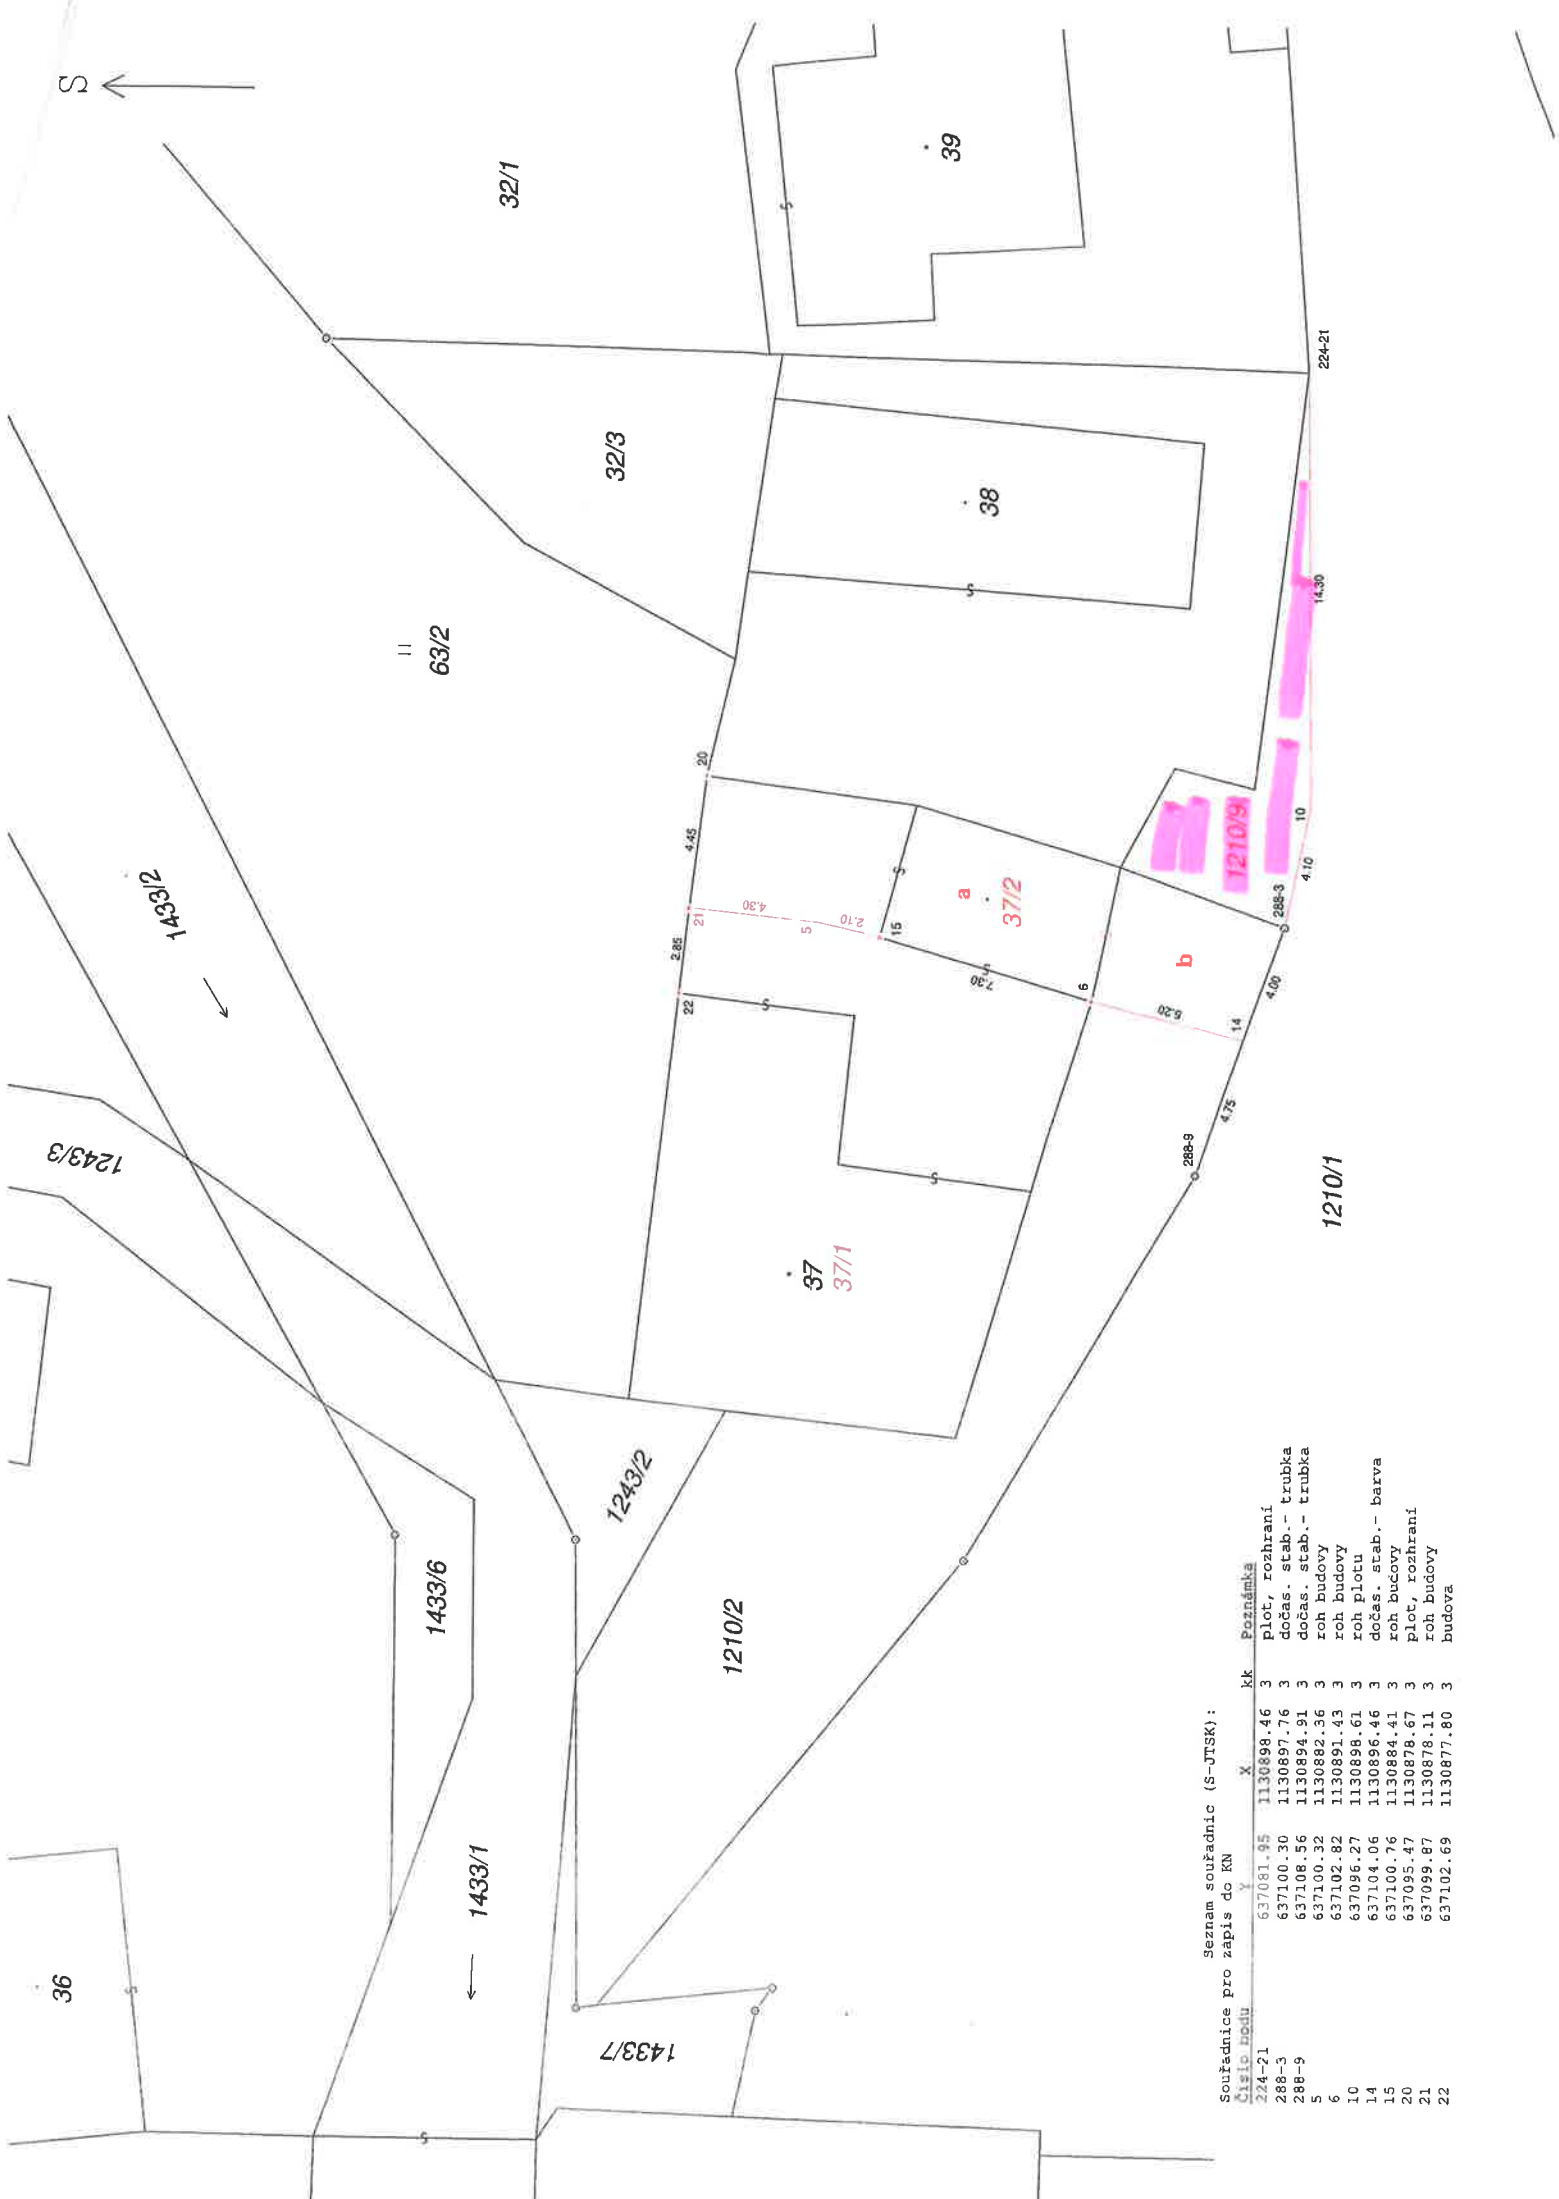 S
32/1
39
32/3
38
224-21
14.30
63/2
1433/2
1243/3
20
4.45
21
2.85
22
4.30
5
2.10
15
a
37/2
7.30
6
b
5.20
14
4.00
288-3
4.10
10
1210/9
4.75
288-9
1210/1
37
37/1
1243/2
1433/6
1210/2
1433/1
36
1433/7
Seznam souřadnic (S-JTSK):
Souřadnice pro zápis do KN
Číslo bodu Y X kk Poznámka
224-21 637081.95 1130898.46 3 plot, rozhraní
288-3 637100.30 1130897.76 3 dočas. stab.- trubka
288-9 637108.56 1130894.91 3 dočas. stab.- trubka
5 637100.32 1130882.36 3 roh budovy
6 637102.82 1130891.43 3 roh budovy
10 637096.27 1130898.61 3 roh plotu
14 637104.06 1130896.46 3 dočas. stab.- barva
15 637100.76 1130884.41 3 roh budovy
20 637095.47 1130878.67 3 plot, rozhraní
21 637099.87 1130878.11 3 roh budovy
22 637102.69 1130877.80 3 budova